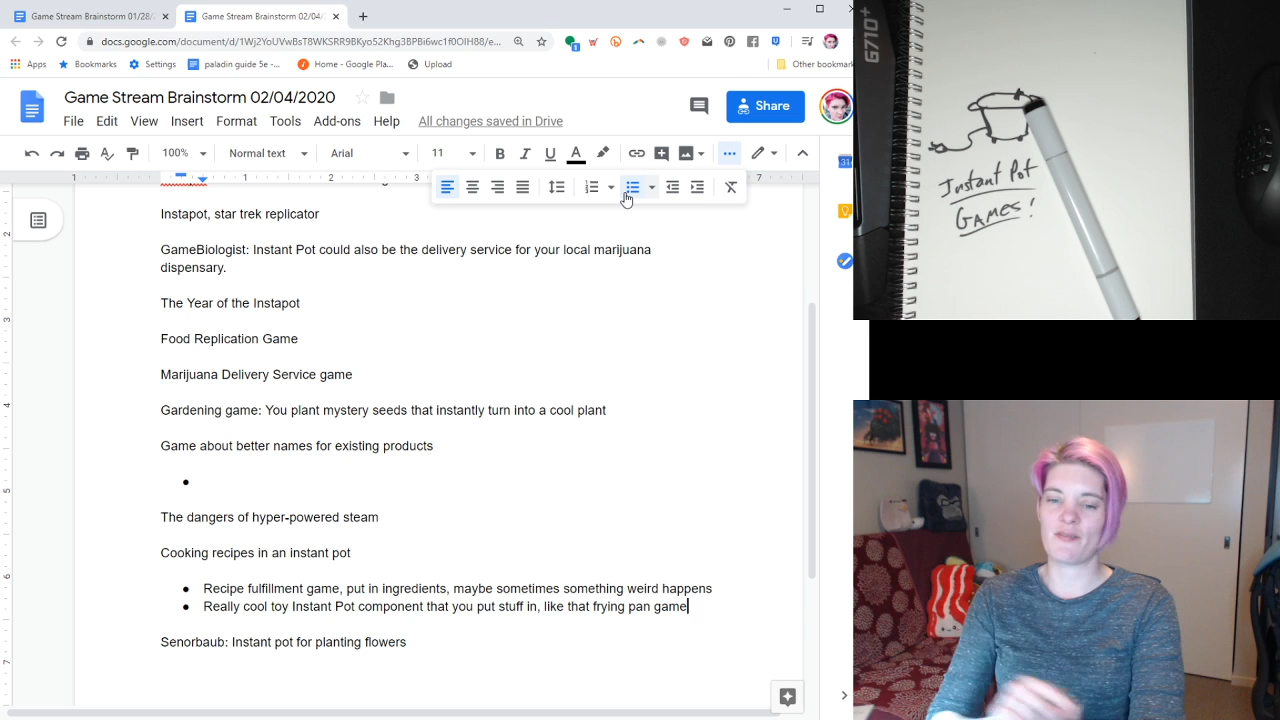 Game Stream Brainstorm 01/28/
Game Stream Brainstorm 02/04/
docs.google.com/document/d/1Wj2YoUVwBsT8WKSRR9BKyo52Khg3BPBi6wc1f0OIH88/e...
Apps
Bookmarks
paladin guide 5e -...
Home - Google Pla...
Upload
Other bookmark
Game Stream Brainstorm 02/04/2020
Share
File Edit View Insert Format Tools Add-ons Help
All changes saved in Drive
100% Normal text Arial 11
Instapot, star trek replicator
GameBiologist: Instant Pot could also be the delivery service for your local marijuana
dispensary.
The Year of the Instapot
Food Replication Game
Marijuana Delivery Service game
Gardening game: You plant mystery seeds that instantly turn into a cool plant
Game about better names for existing products
The dangers of hyper-powered steam
Cooking recipes in an instant pot
Recipe fulfillment game, put in ingredients, maybe sometimes something weird happens
Really cool toy Instant Pot component that you put stuff in, like that frying pan game
Senorbaub: Instant pot for planting flowers
G710+
Instant Pot
GAMES!